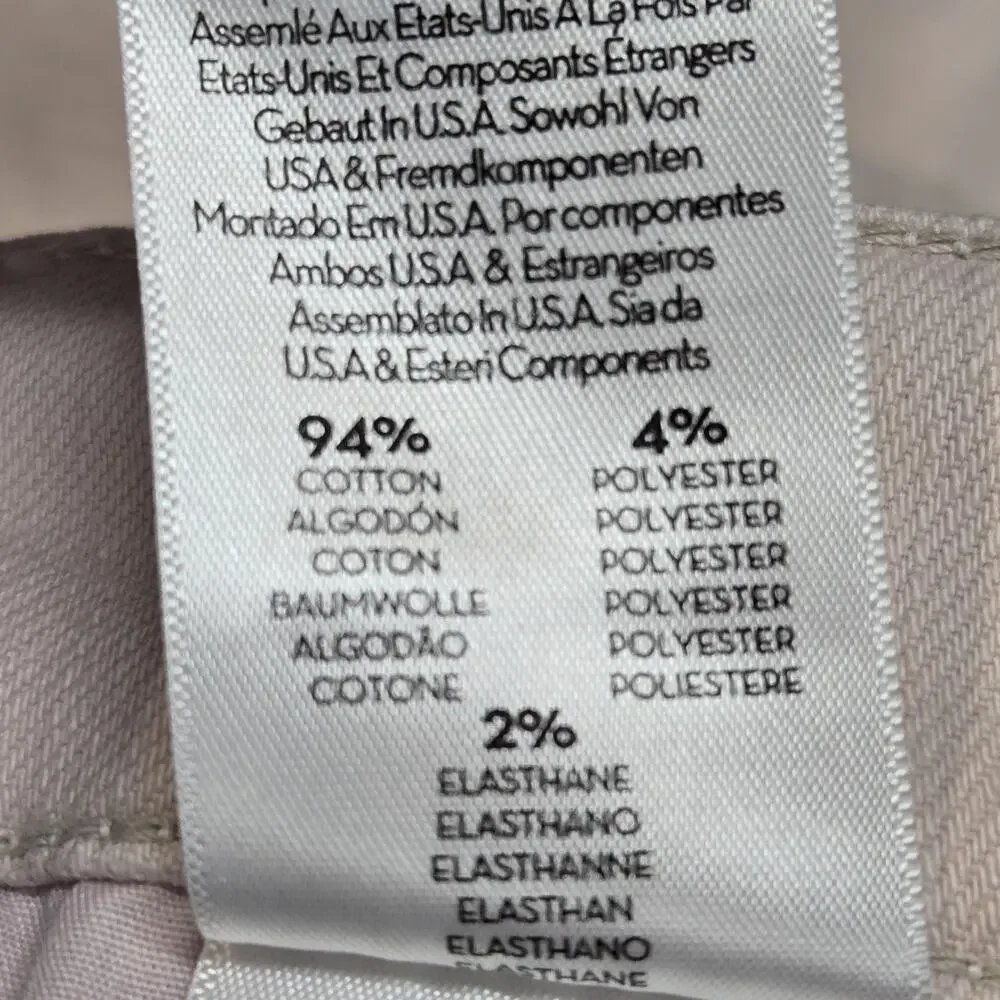 Assemlé Aux Etats-Unis A La Fois Par
Etats-Unis Et Composants Étrangers
Gebaut In U.S.A. Sowohl Von
USA & Fremdkomponenten
Montado Em U.S.A. Por componentes
Ambos U.S.A & Estrangeiros
Assemblato In U.S.A. Sia da
U.S.A & Esteri Components
94% 4%
COTTON POLYESTER
ALGODÓN POLYESTER
COTON POLYESTER
BAUMWOLLE POLYESTER
ALGODÃO POLYESTER
COTONE POLIESTERE
2%
ELASTHANE
ELASTHANO
ELASTHANNE
ELASTHAN
ELASTHANO
ELASTHANE